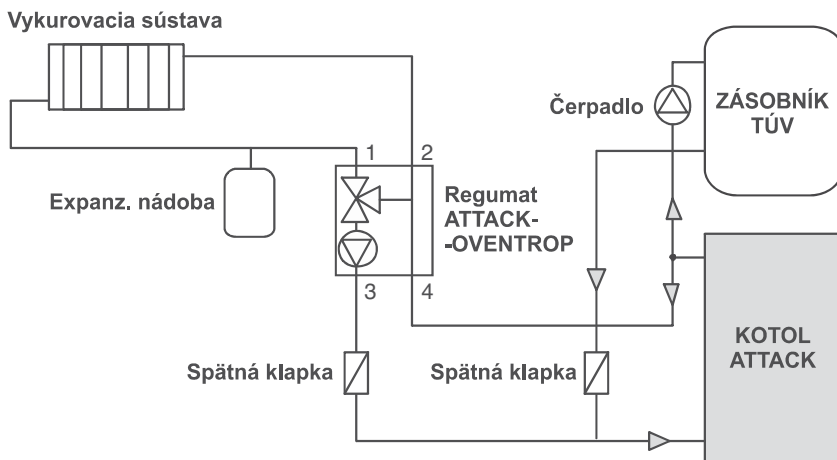 Vykurovacia sústava
Čerpadlo
ZÁSOBNÍK
TÚV
1
2
Expanz. nádoba
Regumat
ATTACK-
-OVENTROP
3
4
KOTOL
ATTACK
Spätná klapka
Spätná klapka